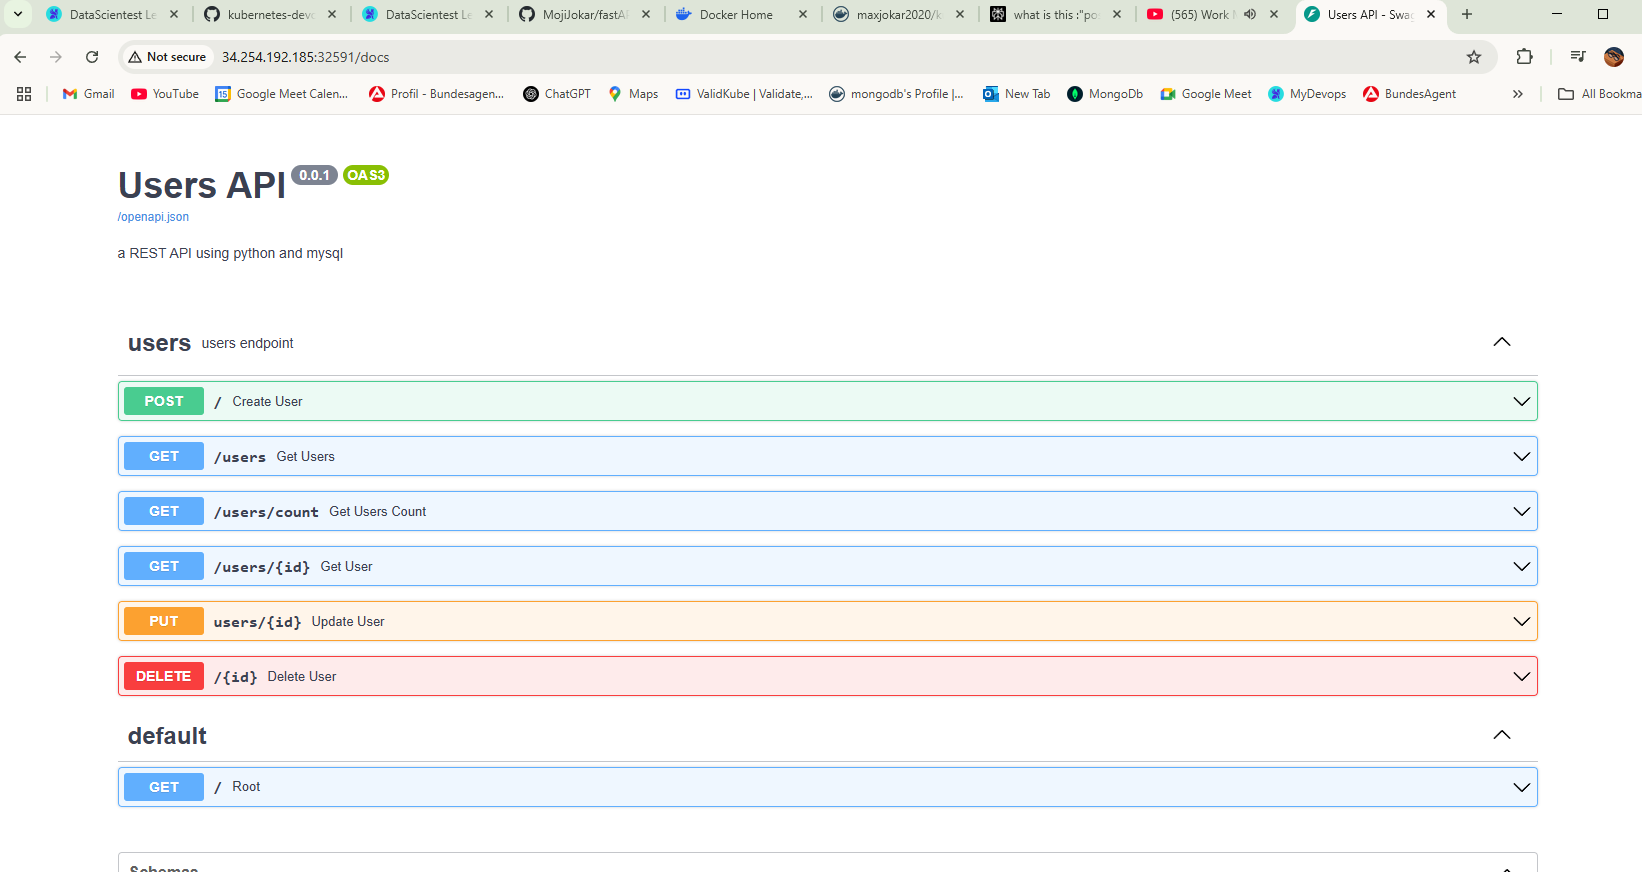 DataScientest Le
kubernetes-devo
DataScientest Le
MojiJokar/fastA
Docker Home
maxjokar2020/k
what is this :"po
(565) Work
Users API - Swag
Not secure
34.254.192.185:32591/docs
Gmail
YouTube
Google Meet Calen...
Profil - Bundesagen...
ChatGPT
Maps
ValidKube | Validate,...
mongodb's Profile |...
New Tab
MongoDb
Google Meet
MyDevops
BundesAgent
»
All Bookma
Users API 0.0.1 OAS3
/openapi.json
a REST API using python and mysql
users users endpoint
POST / Create User
GET /users Get Users
GET /users/count Get Users Count
GET /users/{id} Get User
PUT users/{id} Update User
DELETE /{id} Delete User
default
GET / Root
Schemas